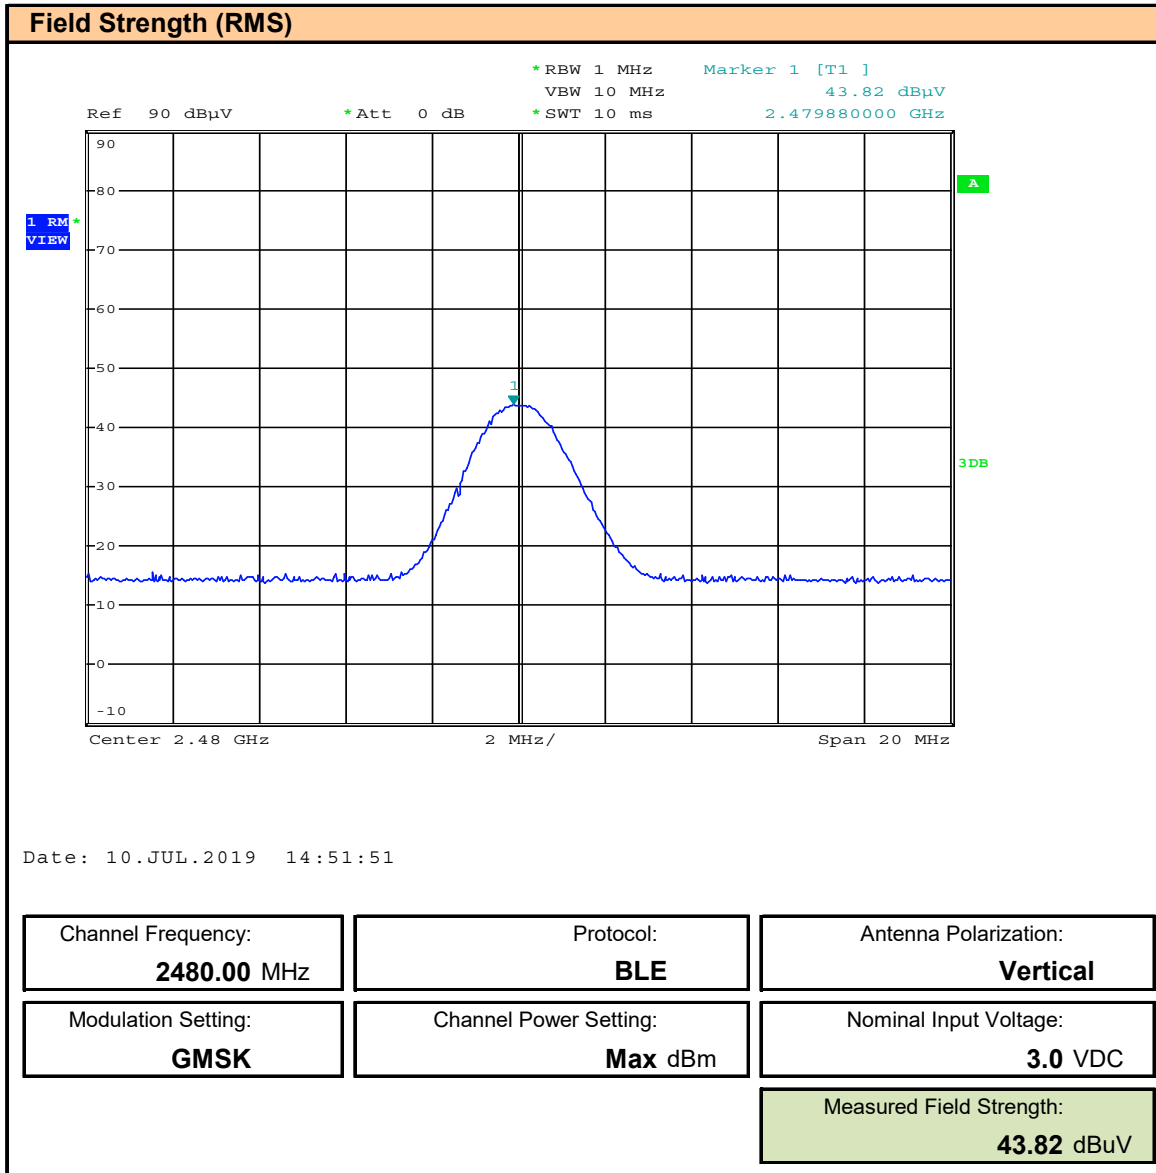 Field Strength (RMS)
*RBW 1 MHz Marker 1 [T1 ]
VBW 10 MHz 43.82 dBµV
Ref 90 dBµV *Att 0 dB *SWT 10 ms 2.479880000 GHz
90
80
A
1 RM *
VIEW
70
60
50
1
40
3DB
30
20
10
0
-10
Center 2.48 GHz 2 MHz/ Span 20 MHz
Date: 10.JUL.2019 14:51:51
Channel Frequency: Protocol: Antenna Polarization:
2480.00 MHz BLE Vertical
Modulation Setting: Channel Power Setting: Nominal Input Voltage:
GMSK Max dBm 3.0 VDC
Measured Field Strength:
43.82 dBuV